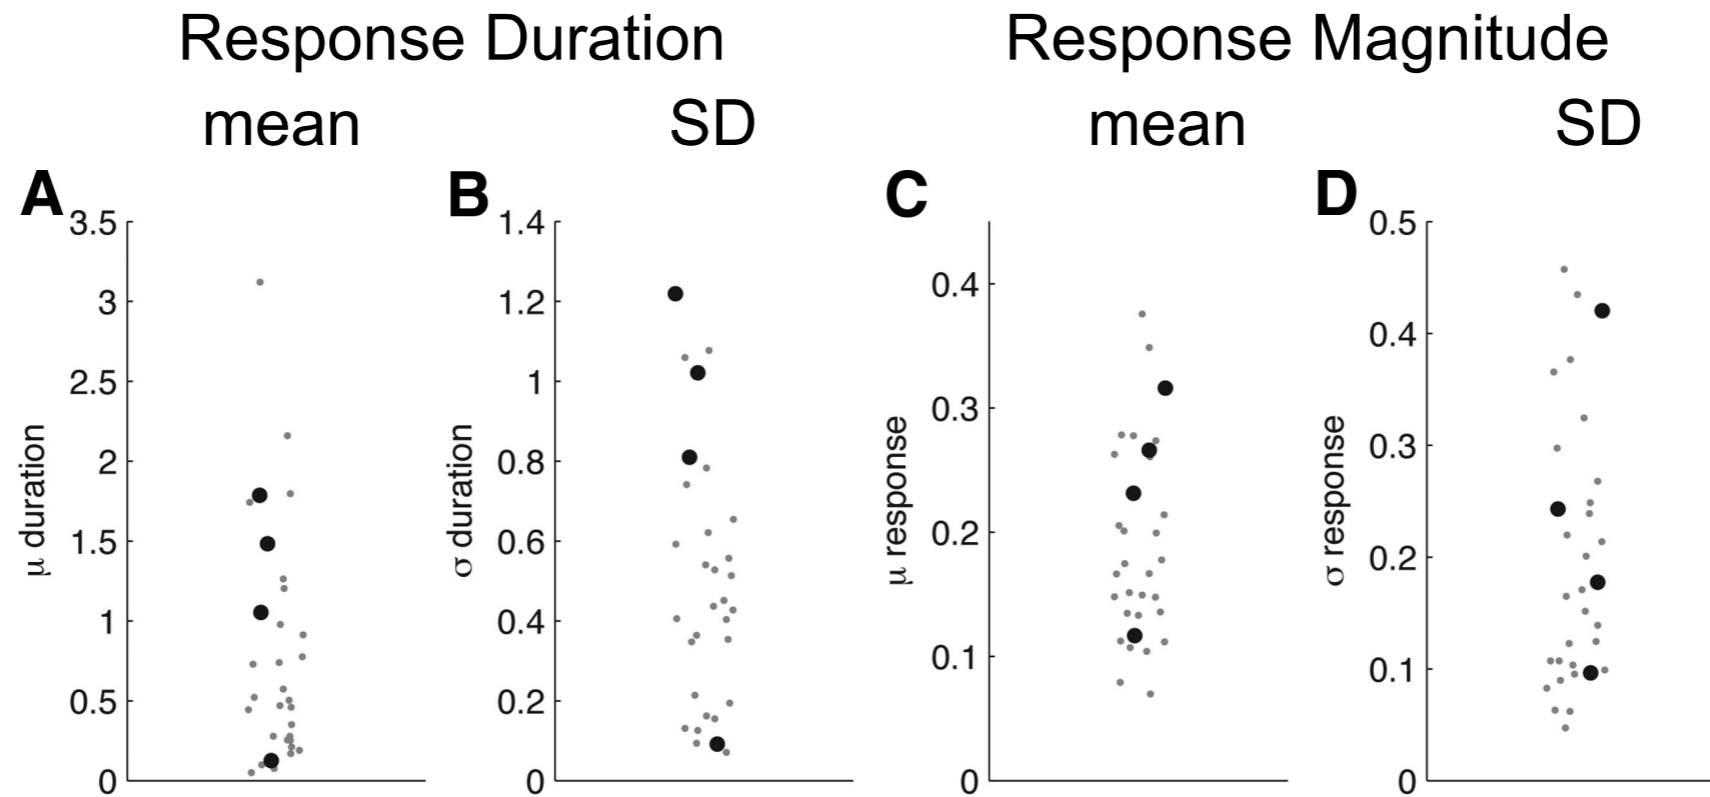 Response Duration
Response Magnitude
mean
SD
mean
SD
A
B
C
D
3.5
3
2.5
2
1.5
1
0.5
0
μ duration
1.4
1.2
1
0.8
0.6
0.4
0.2
0
σ duration
0.4
0.3
0.2
0.1
0
μ response
0.5
0.4
0.3
0.2
0.1
0
σ response